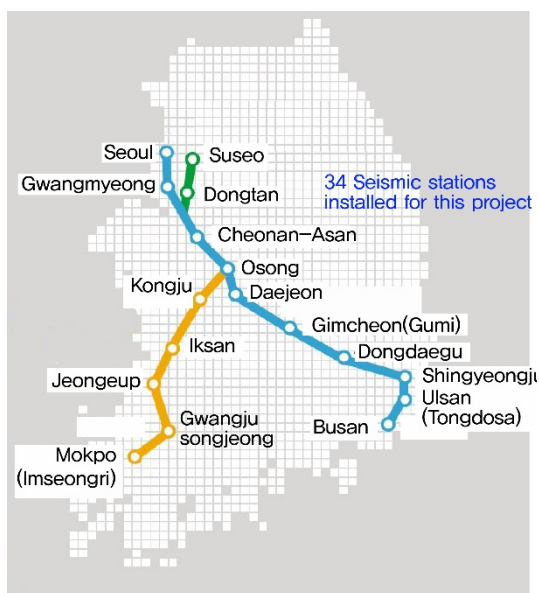 Seoul
Suseo
Gwangmyeong
Dongtan
34 Seismic stations
installed for this project
Cheonan-Asan
Osong
Kongju
Daejeon
Gimcheon(Gumi)
Iksan
Dongdaegu
Jeongeup
Shingyeongju
Ulsan
(Tongdosa)
Gwangju
songjeong
Busan
Mokpo
(Imseongri)